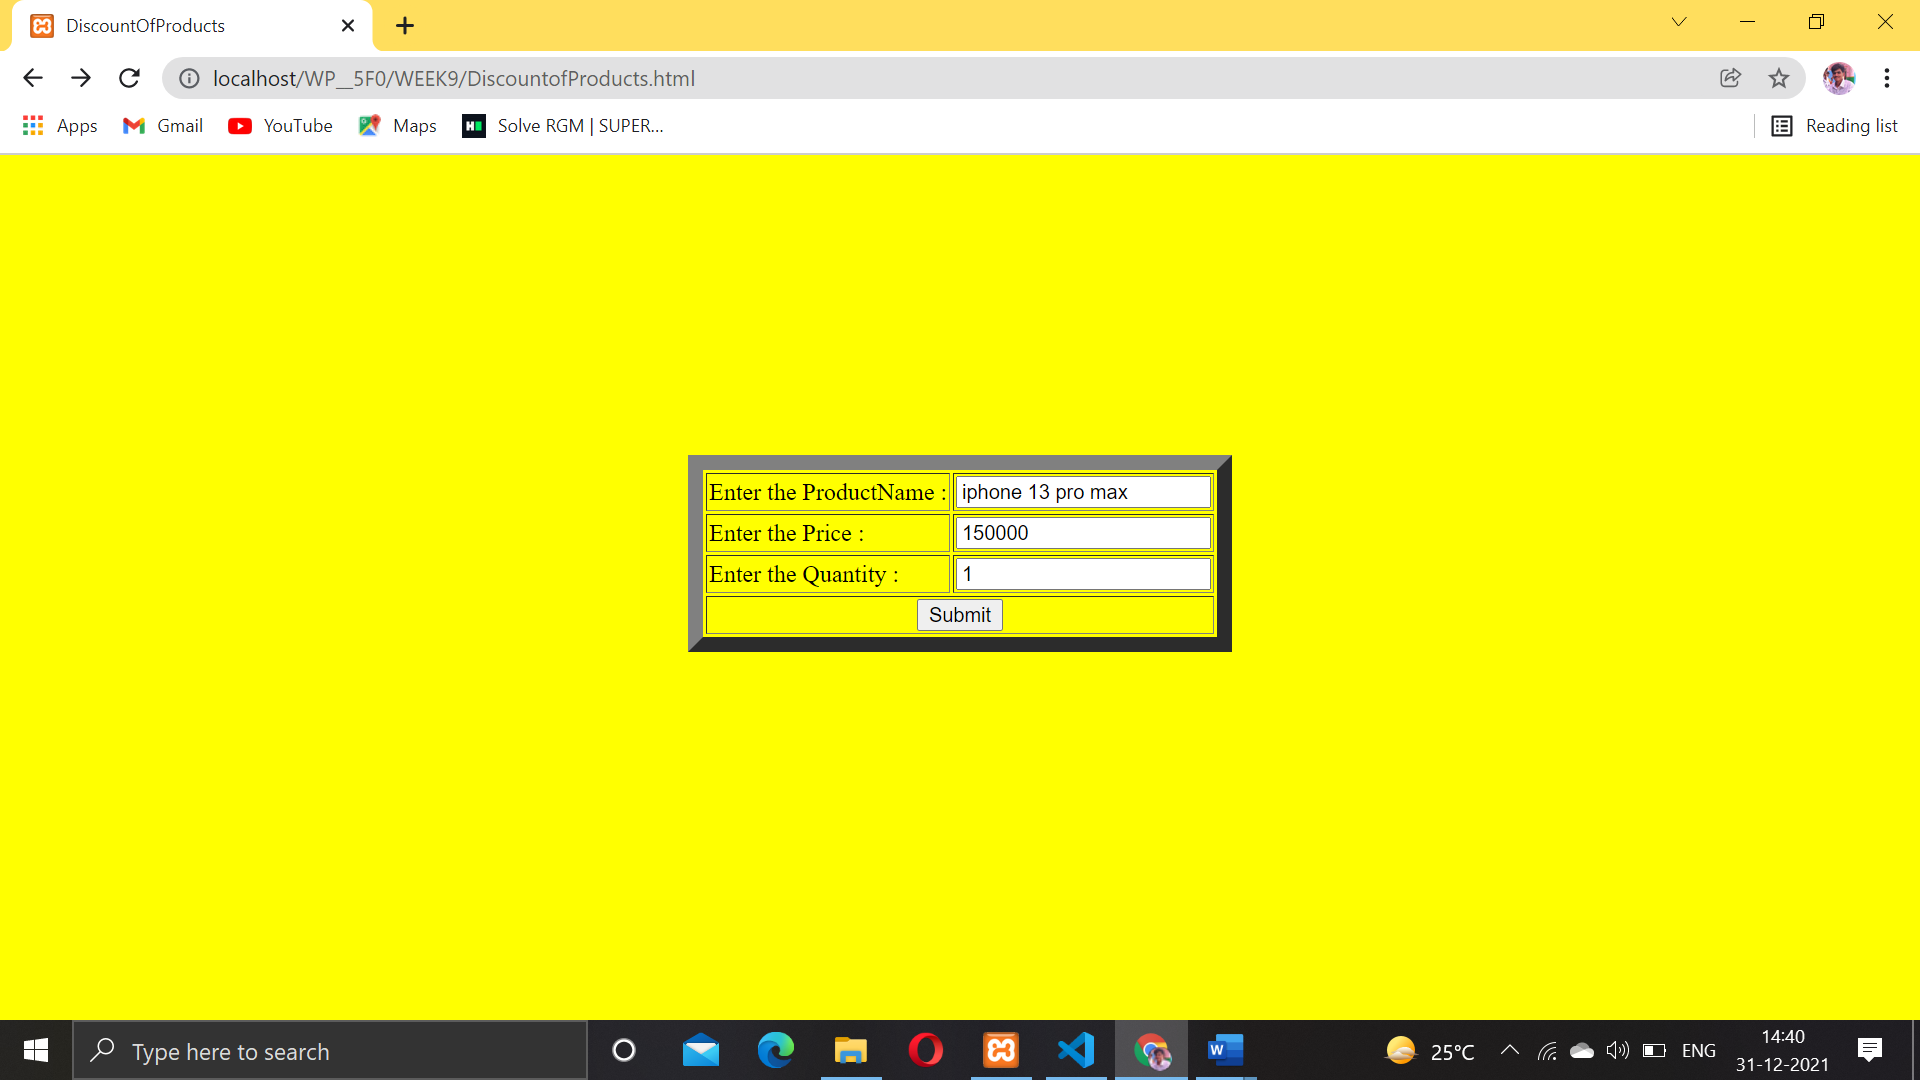 DiscountOfProducts
localhost/WP__5F0/WEEK9/DiscountofProducts.html
Apps Gmail YouTube Maps Solve RGM | SUPER... Reading list
Enter the ProductName : iphone 13 pro max
Enter the Price : 150000
Enter the Quantity : 1
Submit
Type here to search 25°C ENG 14:40
31-12-2021